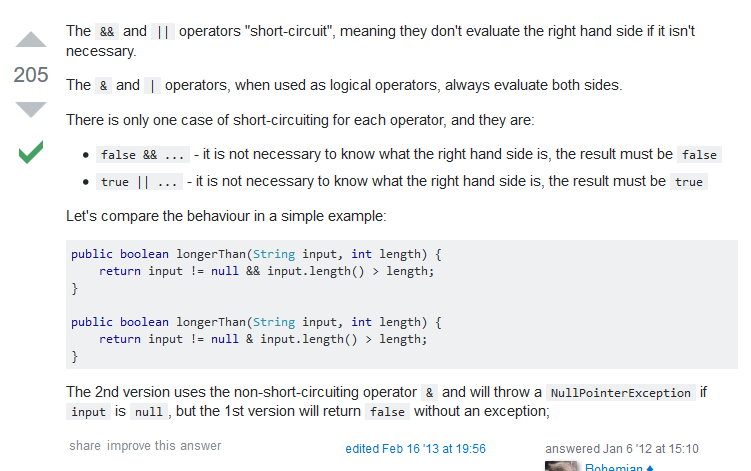 The && and || operators "short-circuit", meaning they don't evaluate the right hand side if it isn't
necessary.
205
The & and | operators, when used as logical operators, always evaluate both sides.
There is only one case of short-circuiting for each operator, and they are:
• false && ... - it is not necessary to know what the right hand side is, the result must be false
• true || ... - it is not necessary to know what the right hand side is, the result must be true
Let's compare the behaviour in a simple example:
public boolean longerThan(String input, int length) {
    return input != null && input.length() > length;
}
public boolean longerThan(String input, int length) {
    return input != null & input.length() > length;
}
The 2nd version uses the non-short-circuiting operator & and will throw a NullPointerException if
input is null , but the 1st version will return false without an exception;
share improve this answer
edited Feb 16 '13 at 19:56
answered Jan 6 '12 at 15:10
Bohemian ♦